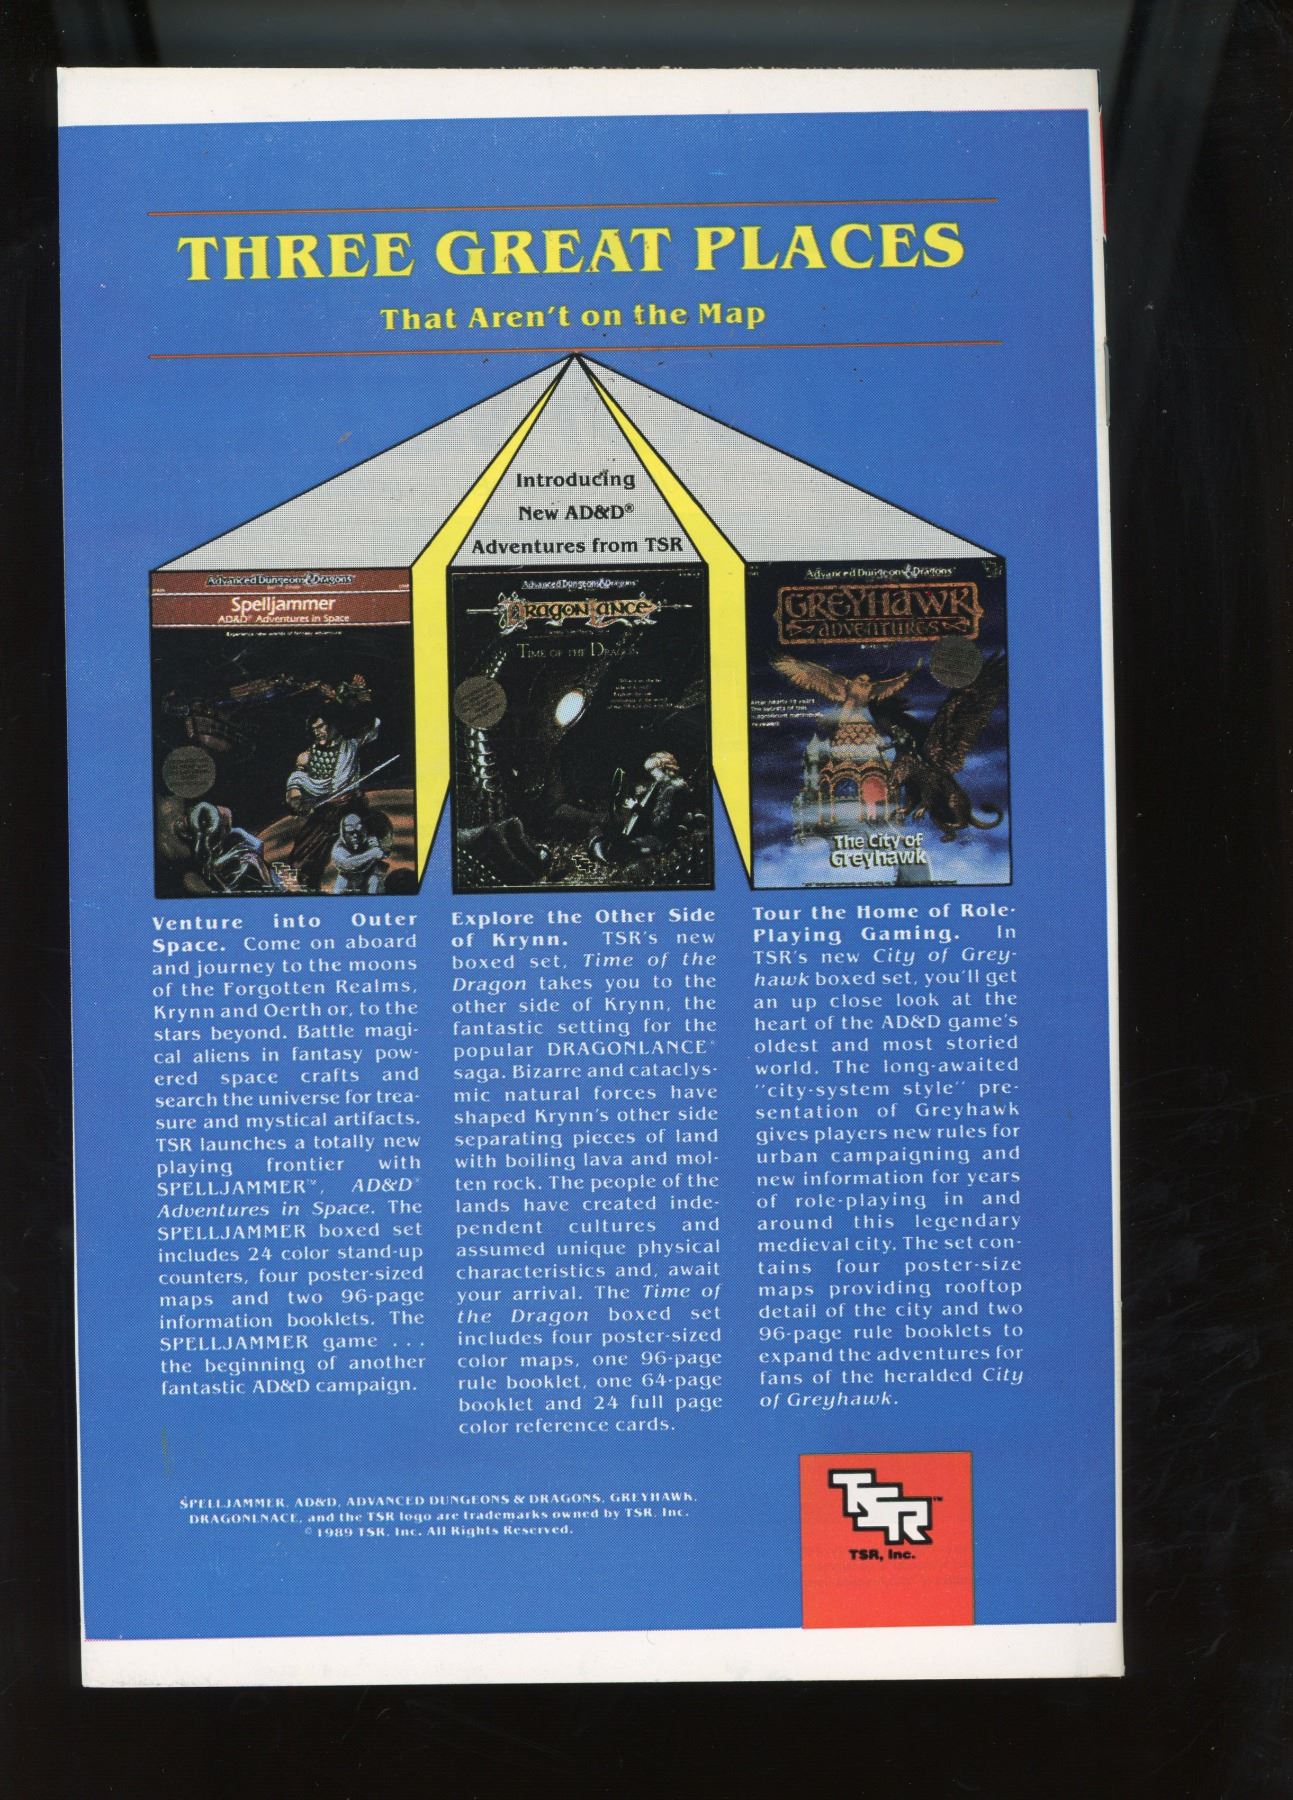 THREE GREAT PLACES
That Aren't on the Map
Introducing
New AD&D®
Adventures from TSR
Advanced Dungeons & Dragons
Spelljammer
AD&D® Adventures in Space
Experience new worlds of fantasy adventure
Advanced Dungeons & Dragons
DRAGONLANCE
TIME OF THE DRAGON
Advanced Dungeons & Dragons
GREYHAWK
ADVENTURES
The City of
Greyhawk
Venture into Outer
Space. Come on aboard
and journey to the moons
of the Forgotten Realms,
Krynn and Oerth or, to the
stars beyond. Battle magi-
cal aliens in fantasy pow-
ered space crafts and
search the universe for trea-
sure and mystical artifacts.
TSR launches a totally new
playing frontier with
SPELLJAMMER™, AD&D®
Adventures in Space. The
SPELLJAMMER boxed set
includes 24 color stand-up
counters, four poster-sized
maps and two 96-page
information booklets. The
SPELLJAMMER game . . .
the beginning of another
fantastic AD&D campaign.
Explore the Other Side
of Krynn. TSR's new
boxed set, Time of the
Dragon takes you to the
other side of Krynn, the
fantastic setting for the
popular DRAGONLANCE®
saga. Bizarre and cataclys-
mic natural forces have
shaped Krynn's other side
separating pieces of land
with boiling lava and mol-
ten rock. The people of the
lands have created inde-
pendent cultures and
assumed unique physical
characteristics and, await
your arrival. The Time of
the Dragon boxed set
includes four poster-sized
color maps, one 96-page
rule booklet, one 64-page
booklet and 24 full page
color reference cards.
Tour the Home of Role-
Playing Gaming. In
TSR's new City of Grey-
hawk boxed set, you'll get
an up close look at the
heart of the AD&D game's
oldest and most storied
world. The long-awaited
"city-system style" pre-
sentation of Greyhawk
gives players new rules for
urban campaigning and
new information for years
of role-playing in and
around this legendary
medieval city. The set con-
tains four poster-size
maps providing rooftop
detail of the city and two
96-page rule booklets to
expand the adventures for
fans of the heralded City
of Greyhawk.
SPELLJAMMER, AD&D, ADVANCED DUNGEONS & DRAGONS, GREYHAWK,
DRAGONLNACE, and the TSR logo are trademarks owned by TSR, Inc.
© 1989 TSR, Inc. All Rights Reserved.
TSR™
TSR, Inc.